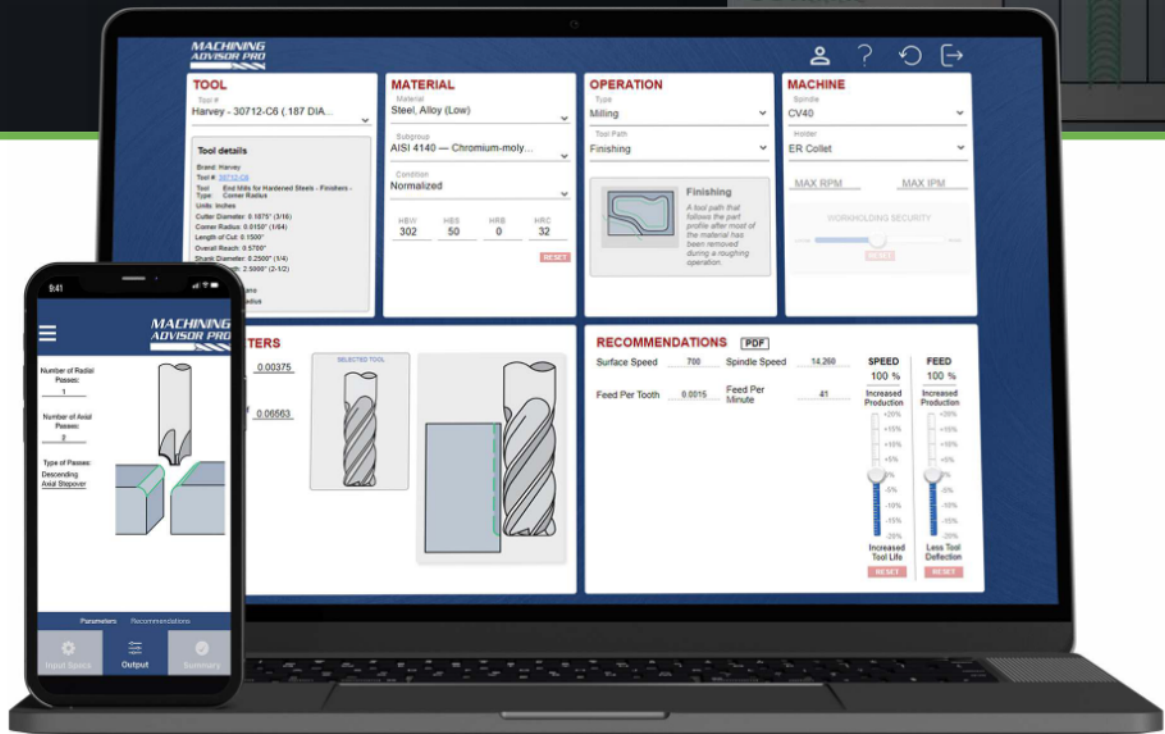 MACHINING
ADVISOR PRO
TOOL
Tool #
Harvey - 30712-C6 (.187 DIA...
Tool details
Brand: Harvey
Tool #: 30712-C6
Tool Type: End Mills for Hardened Steels - Finishers - Corner Radius
Units: Inches
Cutter Diameter: 0.1875" (3/16)
Corner Radius: 0.0150" (1/64)
Length of Cut: 0.1500"
Overall Reach: 0.5700"
Shank Diameter: 0.2500" (1/4)
2.5000" (2-1/2)
MATERIAL
Material
Steel, Alloy (Low)
Subgroup
AISI 4140 — Chromium-moly...
Condition
Normalized
HBW HBS HRB HRC
302 50 0 32
RESET
OPERATION
Type
Milling
Tool Path
Finishing
Finishing
A tool path that
follows the part
profile after most of
the material has
been removed
during a roughing
operation.
MACHINE
Spindle
CV40
Holder
ER Collet
MAX RPM MAX IPM
WORKHOLDING SECURITY
RESET
TERS
0.00375
0.06563
SELECTED TOOL
RECOMMENDATIONS PDF
Surface Speed 700 Spindle Speed 14,260
Feed Per Tooth 0.0015 Feed Per Minute 41
SPEED
100 %
Increased
Production
+20%
+15%
+10%
+5%
0%
-5%
-10%
-15%
-20%
Increased
Tool Life
RESET
FEED
100 %
Increased
Production
+20%
+15%
+10%
+5%
0%
-5%
-10%
-15%
-20%
Less Tool
Deflection
RESET
9:41
MACHINING
ADVISOR PRO
Number of Radial
Passes:
1
Number of Axial
Passes:
2
Type of Passes:
Descending
Axial Stepover
Parameters Recommendations
Input Specs Output Summary